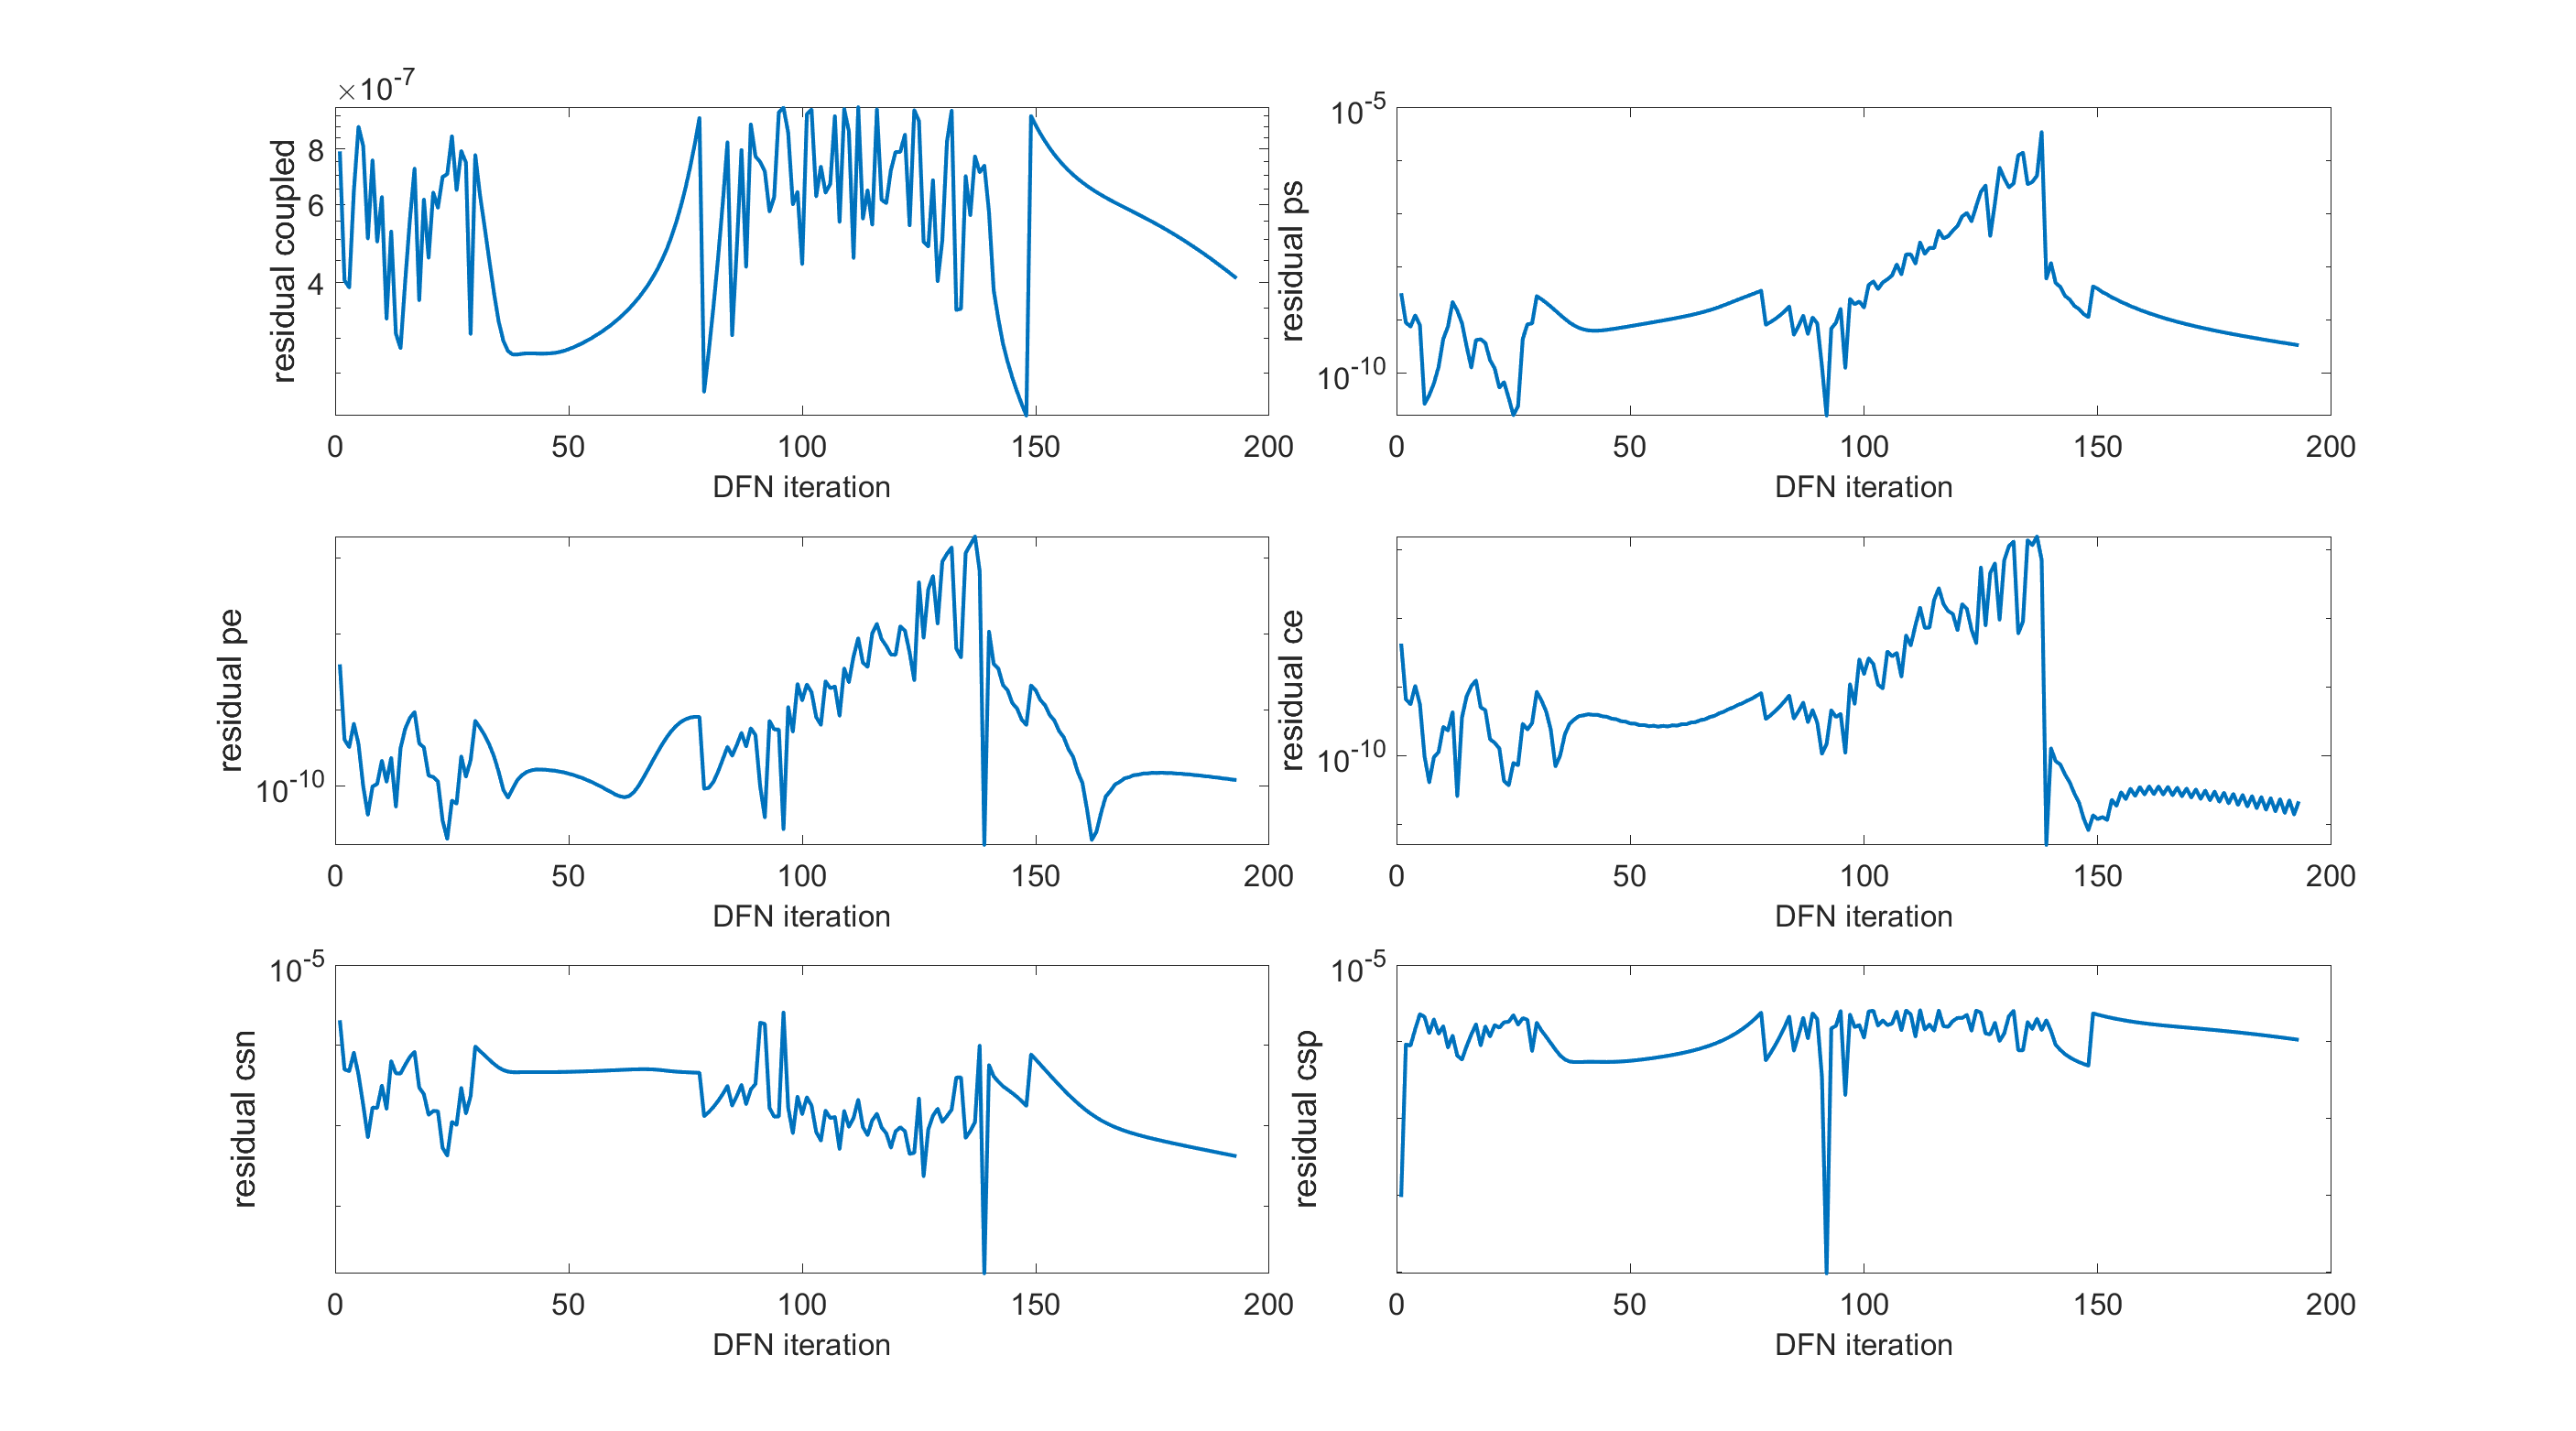 ×10-7
residual coupled
8
6
4
0 50 100 150 200
DFN iteration
residual ps
10-5
10-10
0 50 100 150 200
DFN iteration
residual pe
10-10
0 50 100 150 200
DFN iteration
residual ce
10-10
0 50 100 150 200
DFN iteration
residual csn
10-5
0 50 100 150 200
DFN iteration
residual csp
10-5
0 50 100 150 200
DFN iteration